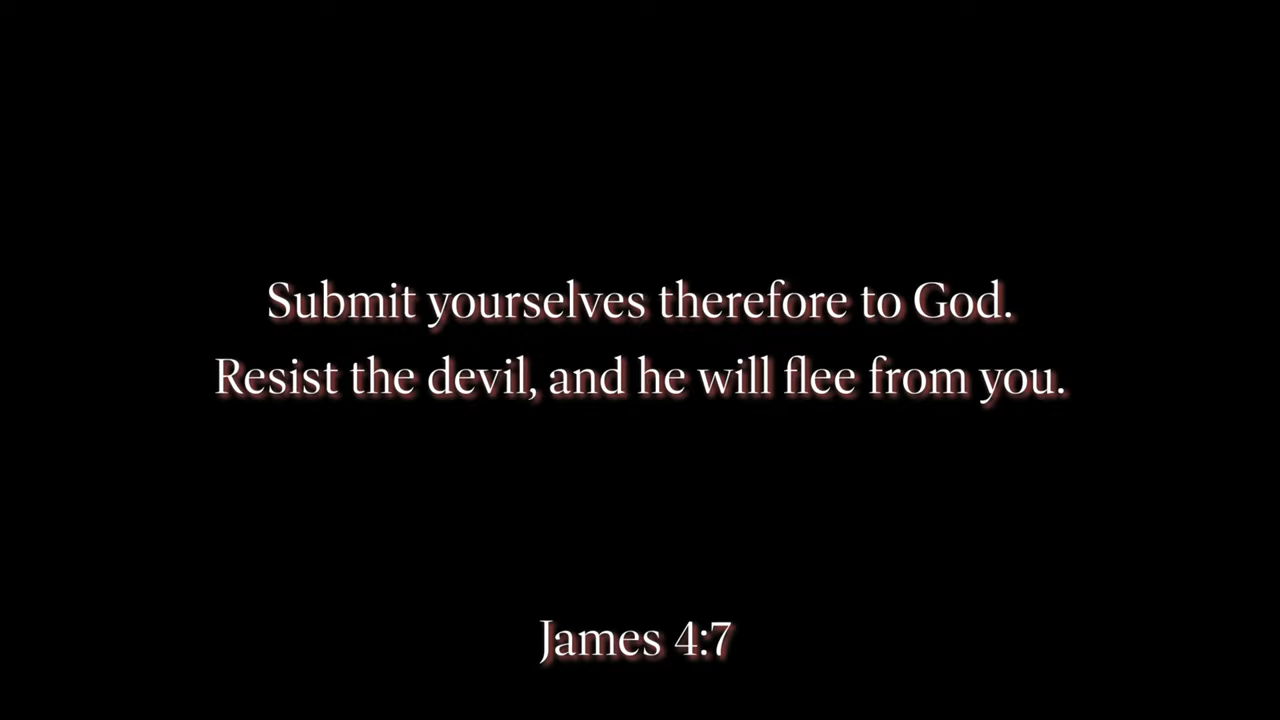 Submit yourselves therefore to God.
Resist the devil, and he will flee from you.
James 4:7